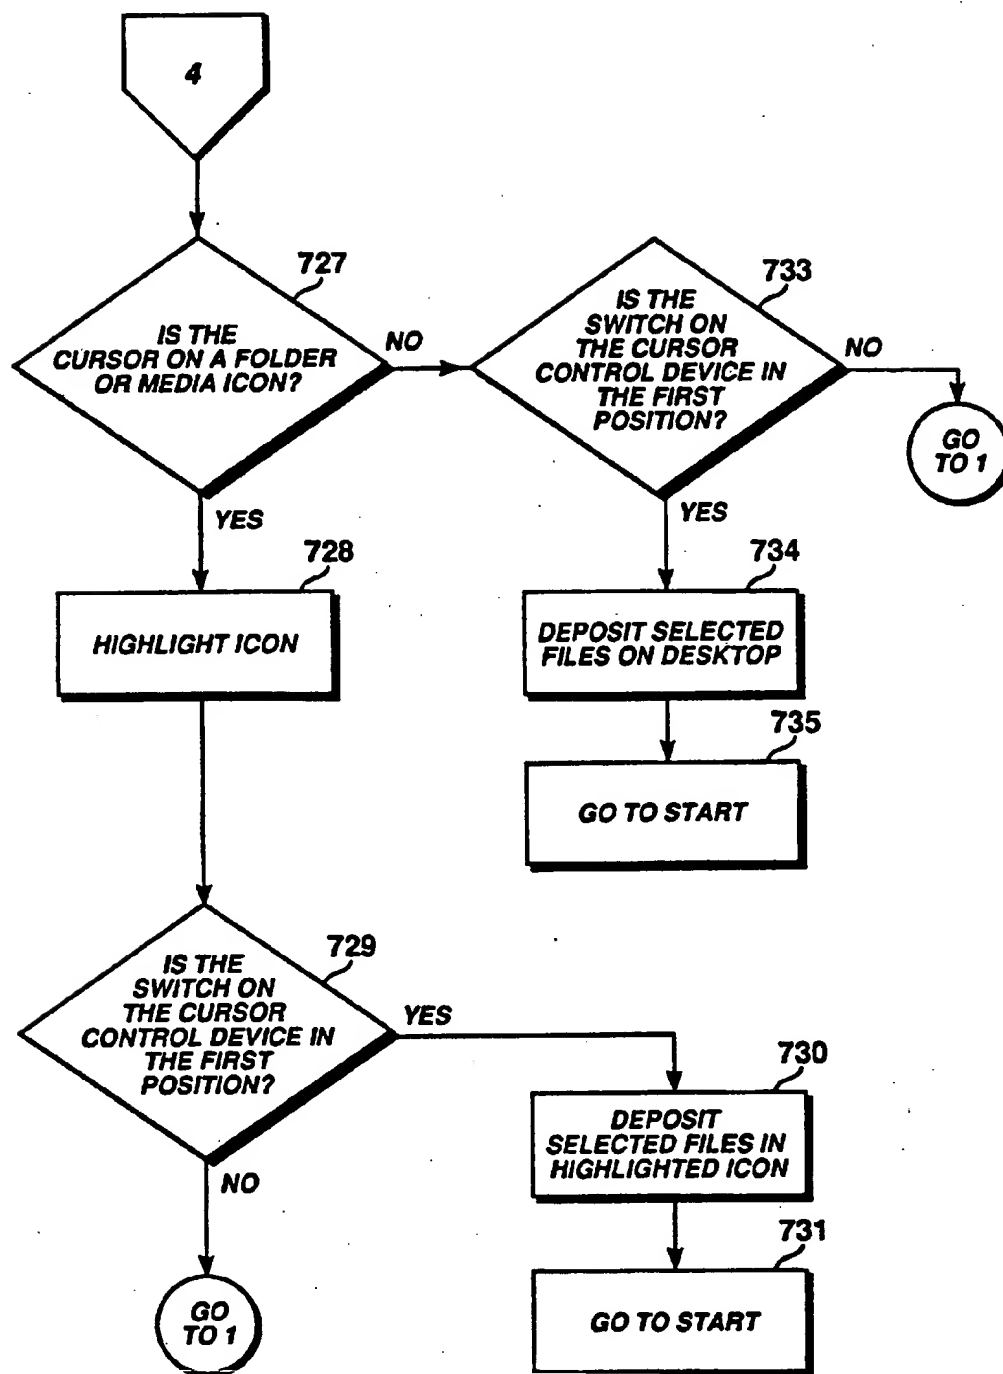 4
727
IS THE
CURSOR ON A FOLDER
OR MEDIA ICON?
NO
733
IS THE
SWITCH ON
THE CURSOR
CONTROL DEVICE IN
THE FIRST
POSITION?
NO
GO
TO 1
YES
YES
728
HIGHLIGHT ICON
734
DEPOSIT SELECTED
FILES ON DESKTOP
735
GO TO START
729
IS THE
SWITCH ON
THE CURSOR
CONTROL DEVICE IN
THE FIRST
POSITION?
YES
730
DEPOSIT
SELECTED FILES IN
HIGHLIGHTED ICON
NO
731
GO TO START
GO
TO 1